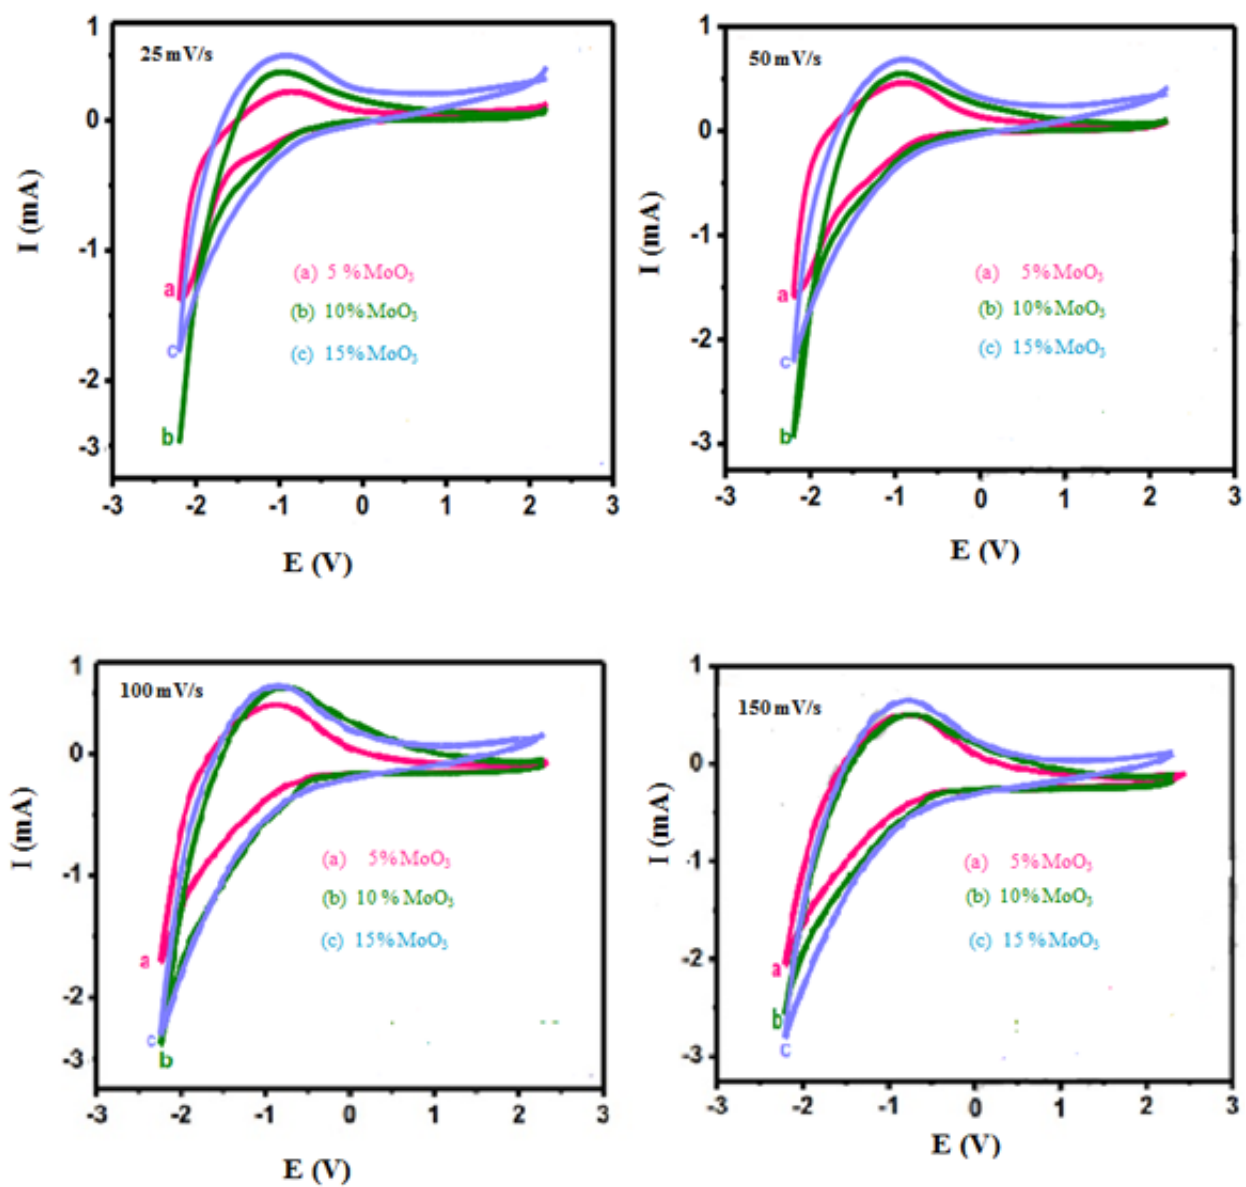 1
25 mV/s
0
I (mA)
-1
a
(a) 5 % MoO3
(b) 10% MoO3
c
(c) 15% MoO3
-2
b
-3
-3 -2 -1 0 1 2 3
E (V)
1
50 mV/s
0
I (mA)
-1
a
(a) 5% MoO3
(b) 10% MoO3
c
(c) 15% MoO3
-2
b
-3
-3 -2 -1 0 1 2 3
E (V)
1
100 mV/s
0
I (mA)
-1
(a) 5% MoO3
(b) 10 % MoO3
(c) 15% MoO3
a
-2
c
b
-3
-3 -2 -1 0 1 2 3
E (V)
1
150 mV/s
0
I (mA)
-1
(a) 5% MoO3
(b) 10% MoO3
(c) 15 % MoO3
-2
a
b
c
-3
-3 -2 -1 0 1 2 3
E (V)